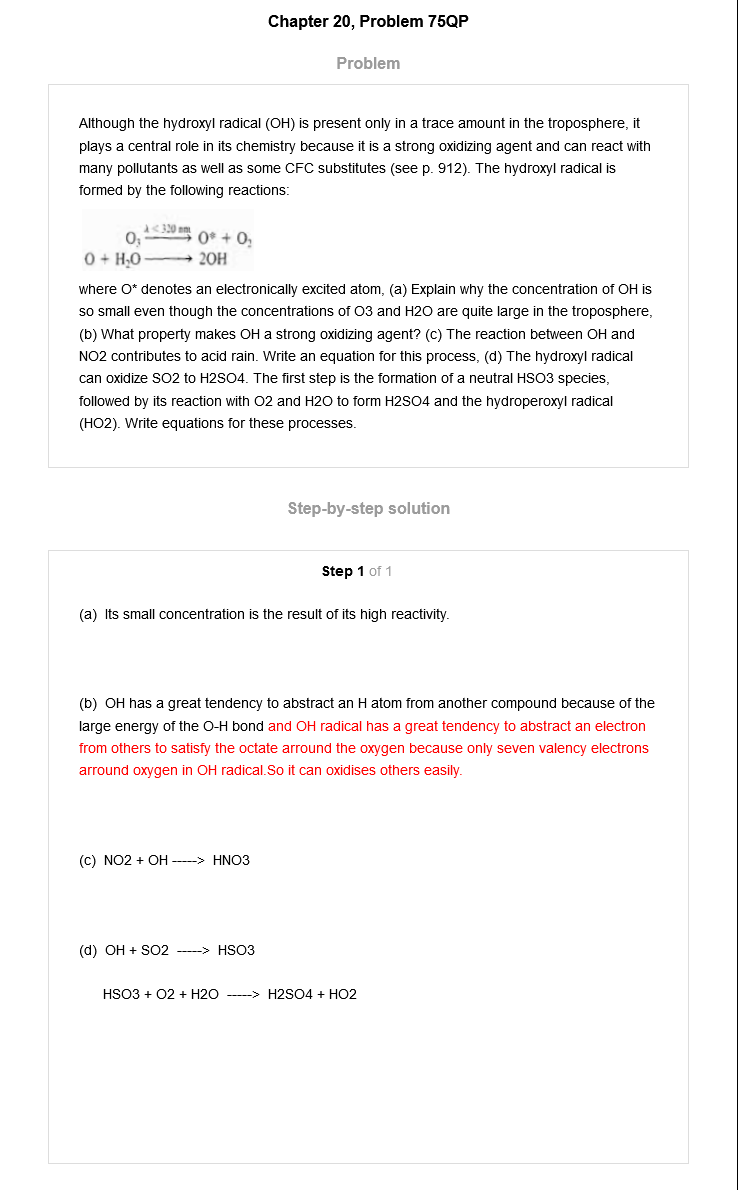 Chapter 20, Problem 75QP
Problem
Although the hydroxyl radical (OH) is present only in a trace amount in the troposphere, it
plays a central role in its chemistry because it is a strong oxidizing agent and can react with
many pollutants as well as some CFC substitutes (see p. 912). The hydroxyl radical is
formed by the following reactions:
O₃ —λ < 320 nm→ O* + O₂
O + H₂O ⟶ 2OH
where O* denotes an electronically excited atom, (a) Explain why the concentration of OH is
so small even though the concentrations of O3 and H2O are quite large in the troposphere,
(b) What property makes OH a strong oxidizing agent? (c) The reaction between OH and
NO2 contributes to acid rain. Write an equation for this process, (d) The hydroxyl radical
can oxidize SO2 to H2SO4. The first step is the formation of a neutral HSO3 species,
followed by its reaction with O2 and H2O to form H2SO4 and the hydroperoxyl radical
(HO2). Write equations for these processes.
Step-by-step solution
Step 1 of 1
(a) Its small concentration is the result of its high reactivity.
(b) OH has a great tendency to abstract an H atom from another compound because of the
large energy of the O-H bond and OH radical has a great tendency to abstract an electron
from others to satisfy the octate arround the oxygen because only seven valency electrons
arround oxygen in OH radical.So it can oxidises others easily.
(c) NO2 + OH -----> HNO3
(d) OH + SO2 -----> HSO3
HSO3 + O2 + H2O -----> H2SO4 + HO2